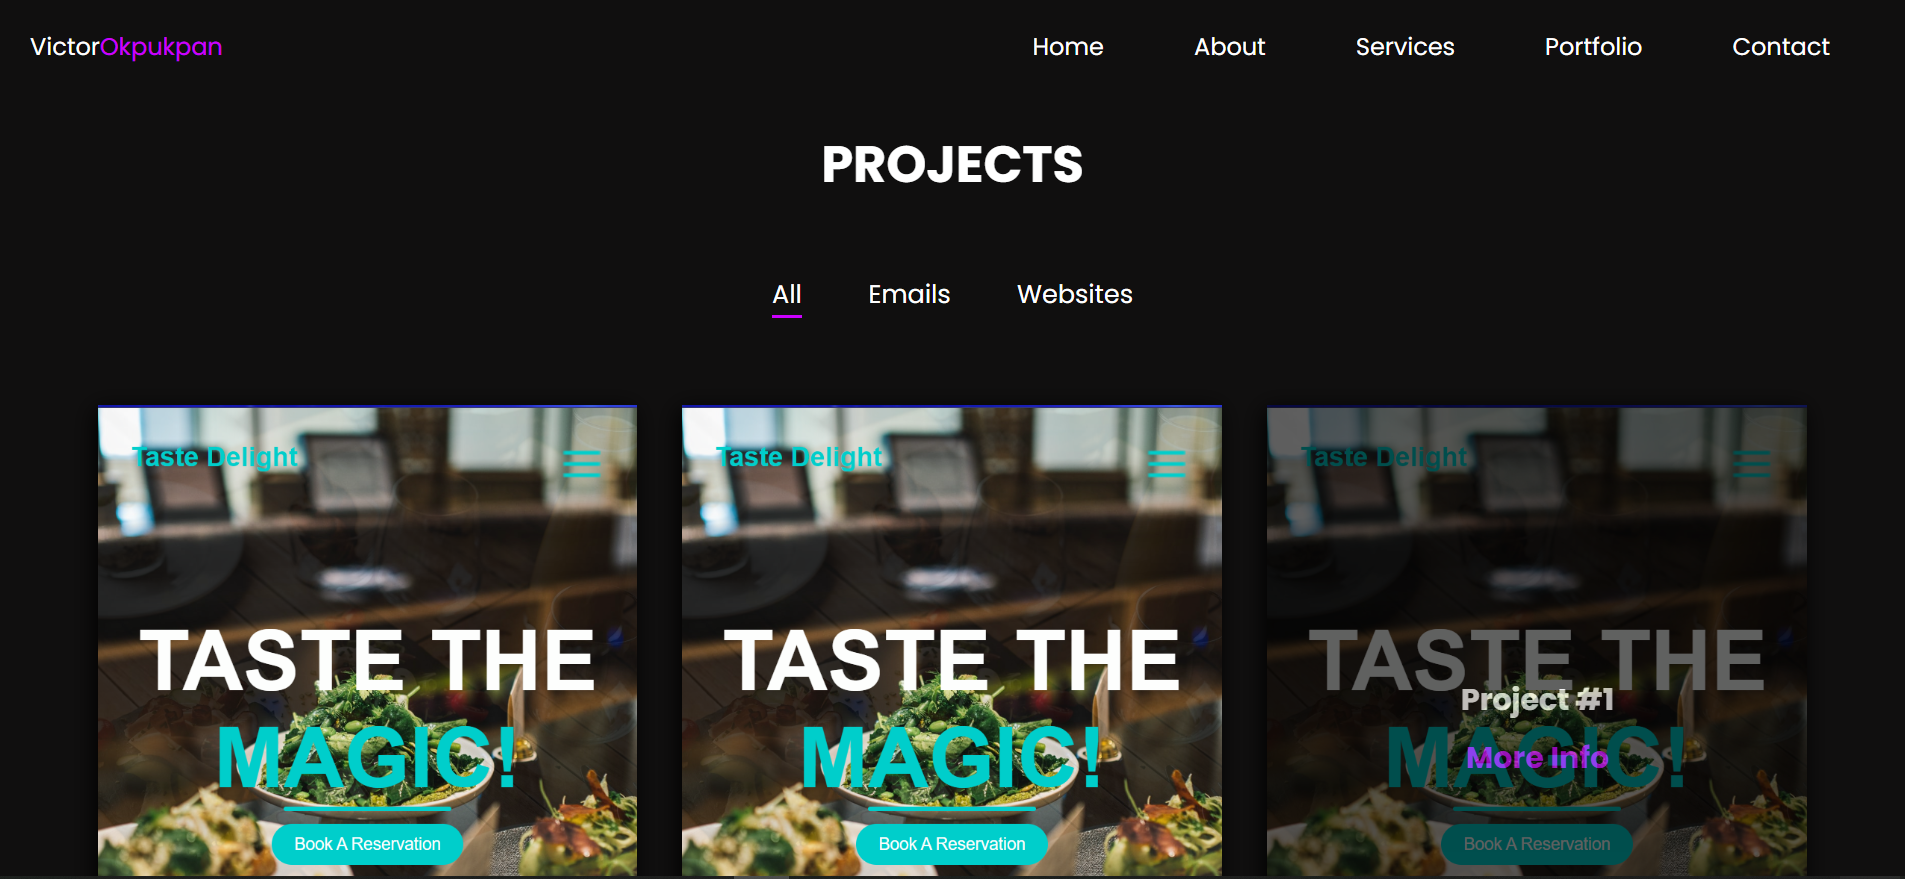 VictorOkpukpan
Home About Services Portfolio Contact
PROJECTS
All Emails Websites
Taste Delight
TASTE THE
MAGIC!
Book A Reservation
Taste Delight
TASTE THE
MAGIC!
Book A Reservation
Taste Delight
TASTE THE
Project #1
MAGIC!
More Info
Book A Reservation